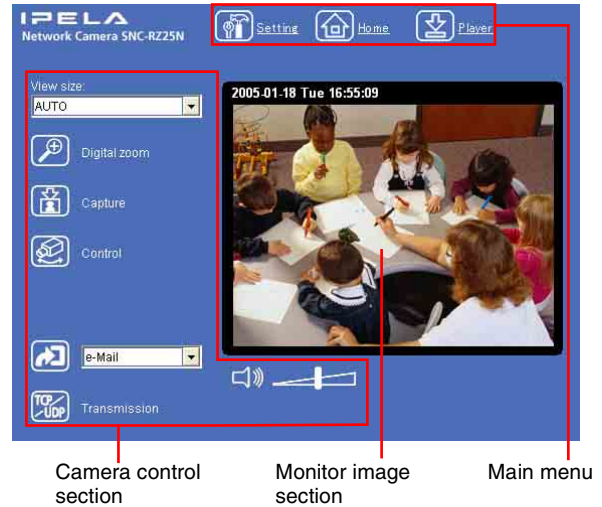 IPELA
Network Camera SNC-RZ25N
Setting
Home
Player
View size:
AUTO
2005-01-18 Tue 16:55:09
Digital zoom
Capture
Control
e-Mail
TCP
UDP
Transmission
Camera control
section
Monitor image
section
Main menu